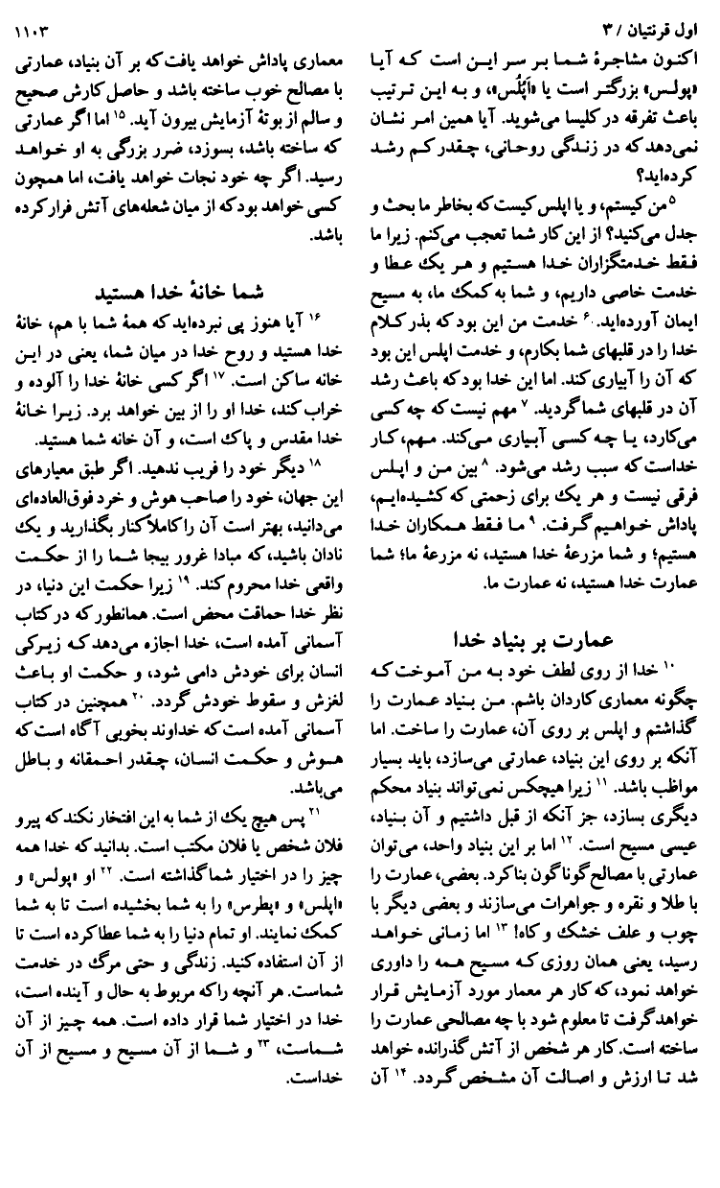 اول قرنتیان / ۳
۱۱۰۳
اکنون مشاجرهٔ شما بر سر این است که آیا
«پولس» بزرگتر است یا «اَپُلُس»، و به این ترتیب
باعث تفرقه در کلیسا می‌شوید. آیا همین امر نشان
نمی‌دهد که در زندگی روحانی، چقدر کم رشد
کرده‌اید؟
۵ من کیستم، و یا اپلس کیست که بخاطر ما بحث و
جدل می‌کنید؟ از این کار شما تعجب می‌کنم. زیرا ما
فقط خدمتگزاران خدا هستیم و هر یک عطا و
خدمت خاصی داریم، و شما به کمک ما، به مسیح
ایمان آورده‌اید. ۶ خدمت من این بود که بذر کلام
خدا را در قلبهای شما بکارم، و خدمت اپلس این بود
که آن را آبیاری کند. اما این خدا بود که باعث رشد
آن در قلبهای شما گردید. ۷ مهم نیست که چه کسی
می‌کارد، یا چه کسی آبیاری می‌کند. مهم، کار
خداست که سبب رشد می‌شود. ۸ بین من و اپلس
فرقی نیست و هر یک برای زحمتی که کشیده‌ایم،
پاداش خواهیم گرفت. ۹ ما فقط همکاران خدا
هستیم؛ و شما مزرعهٔ خدا هستید، نه مزرعهٔ ما؛ شما
عمارت خدا هستید، نه عمارت ما.
عمارت بر بنیاد خدا
۱۰ خدا از روی لطف خود به من آموخت که
چگونه معماری کاردان باشم. من بنیاد عمارت را
گذاشتم و اپلس بر روی آن، عمارت را ساخت. اما
آنکه بر روی این بنیاد، عمارتی می‌سازد، باید بسیار
مواظب باشد. ۱۱ زیرا هیچکس نمی‌تواند بنیاد محکم
دیگری بسازد، جز آنکه از قبل داشتیم و آن بنیاد،
عیسی مسیح است. ۱۲ اما بر این بنیاد واحد، می‌توان
عمارتی با مصالح گوناگون بنا کرد. بعضی، عمارت را
با طلا و نقره و جواهرات می‌سازند و بعضی دیگر با
چوب و علف خشک و کاه! ۱۳ اما زمانی خواهد
رسید، یعنی همان روزی که مسیح همه را داوری
خواهد نمود، که کار هر معمار مورد آزمایش قرار
خواهد گرفت تا معلوم شود با چه مصالحی عمارت را
ساخته است. کار هر شخص از آتش گذرانده خواهد
شد تا ارزش و اصالت آن مشخص گردد. ۱۴ آن
معماری پاداش خواهد یافت که بر آن بنیاد، عمارتی
با مصالح خوب ساخته باشد و حاصل کارش صحیح
و سالم از بوتهٔ آزمایش بیرون آید. ۱۵ اما اگر عمارتی
که ساخته باشد، بسوزد، ضرر بزرگی به او خواهد
رسید. اگر چه خود نجات خواهد یافت، اما همچون
کسی خواهد بود که از میان شعله‌های آتش فرار کرده
باشد.
شما خانهٔ خدا هستید
۱۶ آیا هنوز پی نبرده‌اید که همهٔ شما با هم، خانهٔ
خدا هستید و روح خدا در میان شما، یعنی در این
خانه ساکن است. ۱۷ اگر کسی خانهٔ خدا را آلوده و
خراب کند، خدا او را از بین خواهد برد. زیرا خانهٔ
خدا مقدس و پاک است، و آن خانه شما هستید.
۱۸ دیگر خود را فریب ندهید. اگر طبق معیارهای
این جهان، خود را صاحب هوش و خرد فوق‌العاده‌ای
می‌دانید، بهتر است آن را کاملاً کنار بگذارید و یک
نادان باشید، که مبادا غرور بیجا شما را از حکمت
واقعی خدا محروم کند. ۱۹ زیرا حکمت این دنیا، در
نظر خدا حماقت محض است. همانطور که در کتاب
آسمانی آمده است، خدا اجازه می‌دهد که زیرکی
انسان برای خودش دامی شود، و حکمت او باعث
لغزش و سقوط خودش گردد. ۲۰ همچنین در کتاب
آسمانی آمده است که خداوند بخوبی آگاه است که
هوش و حکمت انسان، چقدر احمقانه و باطل
می‌باشد.
۲۱ پس هیچ یک از شما به این افتخار نکند که پیرو
فلان شخص یا فلان مکتب است. بدانید که خدا همه
چیز را در اختیار شما گذاشته است. ۲۲ او «پولس» و
«اپلس» و «پطرس» را به شما بخشیده است تا به شما
کمک نمایند. او تمام دنیا را به شما عطا کرده است تا
از آن استفاده کنید. زندگی و حتی مرگ در خدمت
شماست. هر آنچه را که مربوط به حال و آینده است،
خدا در اختیار شما قرار داده است. همه چیز از آن
شماست، ۲۳ و شما از آن مسیح و مسیح از آن
خداست.